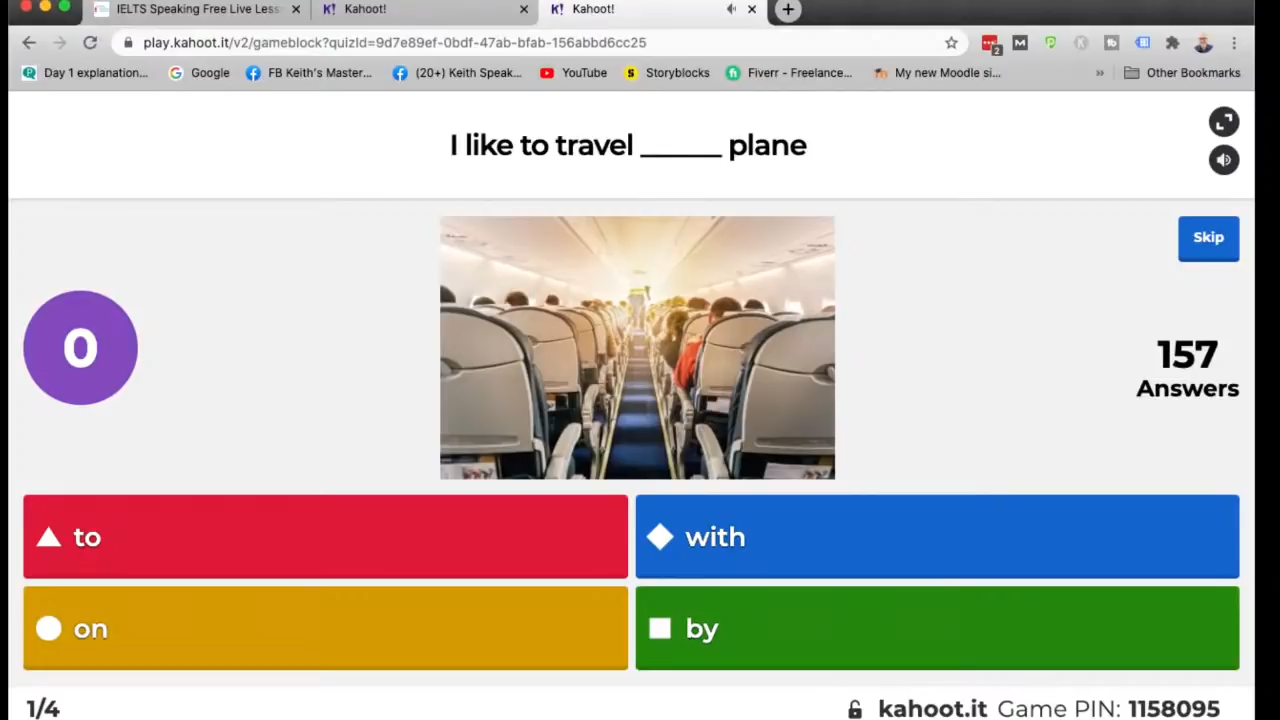 IELTS Speaking Free Live Less
Kahoot!
Kahoot!
play.kahoot.it/v2/gameblock?quizId=9d7e89ef-0bdf-47ab-bfab-156abbd6cc25
2
Day 1 explanation...
Google
FB Keith's Master...
(20+) Keith Speak...
YouTube
Storyblocks
Fiverr - Freelance...
My new Moodle si...
»
Other Bookmarks
I like to travel ______ plane
Skip
0
157
Answers
to
with
on
by
1/4
kahoot.it Game PIN: 1158095